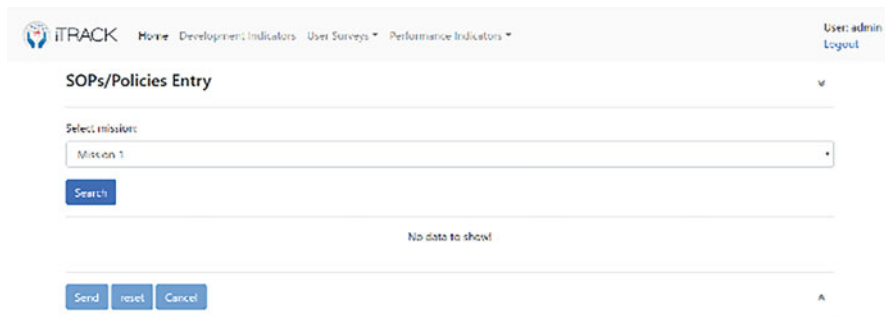 iTRACK Home Development Indicators User Surveys Performance Indicators User: admin
Logout
SOPs/Policies Entry
Select mission:
Mission 1
Search
No data to show!
Send reset Cancel